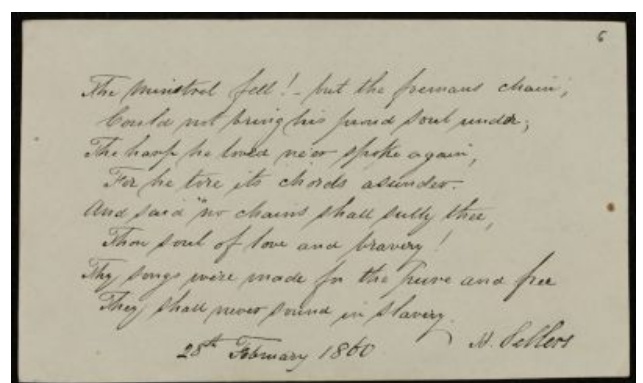 6
The Minstrel fell! - but the foemans chain,
Could not bring his proud soul under;
The harp he loved ne'er spoke again,
For he tore its chords asunder.
And said "no chains shall sully thee,
Thou soul of love and bravery!
Thy songs were made for the pure and free
They shall never sound in slavery.
28th February 1860
Sellers